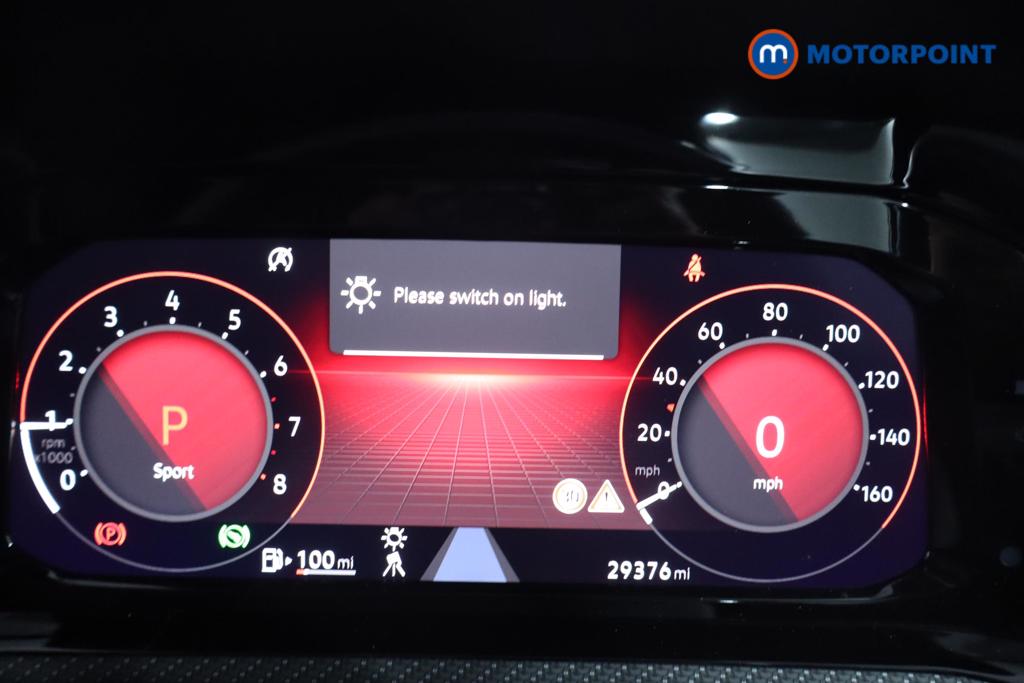 m MOTORPOINT
Please switch on light.
0 1 2 3 4 5 6 7 8
rpm
x1000
P
Sport
0 20 40 60 80 100 120 140 160
mph
0
mph
P
100 mi
29376 mi